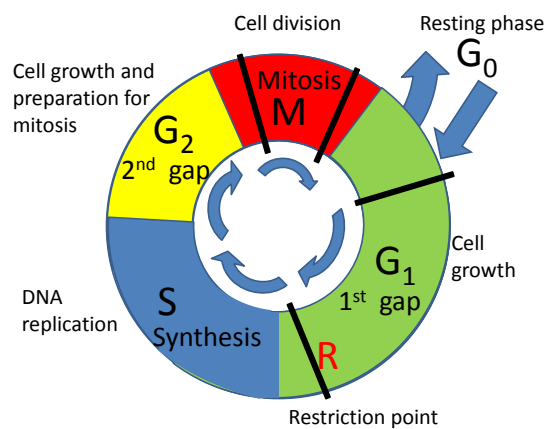 Cell division
Resting phase
G0
Cell growth and
preparation for
mitosis
Mitosis
M
G2
2nd gap
Cell
growth
G1
1st gap
DNA
replication
S
Synthesis
R
Restriction point